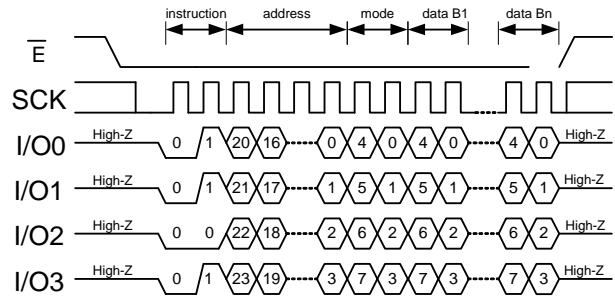 instruction address mode data B1 data Bn
E
SCK
I/O0 High-Z 0 1 20 16 0 4 0 4 0 4 0 High-Z
I/O1 High-Z 0 1 21 17 1 5 1 5 1 5 1 High-Z
I/O2 High-Z 0 0 22 18 2 6 2 6 2 6 2 High-Z
I/O3 High-Z 0 1 23 19 3 7 3 7 3 7 3 High-Z